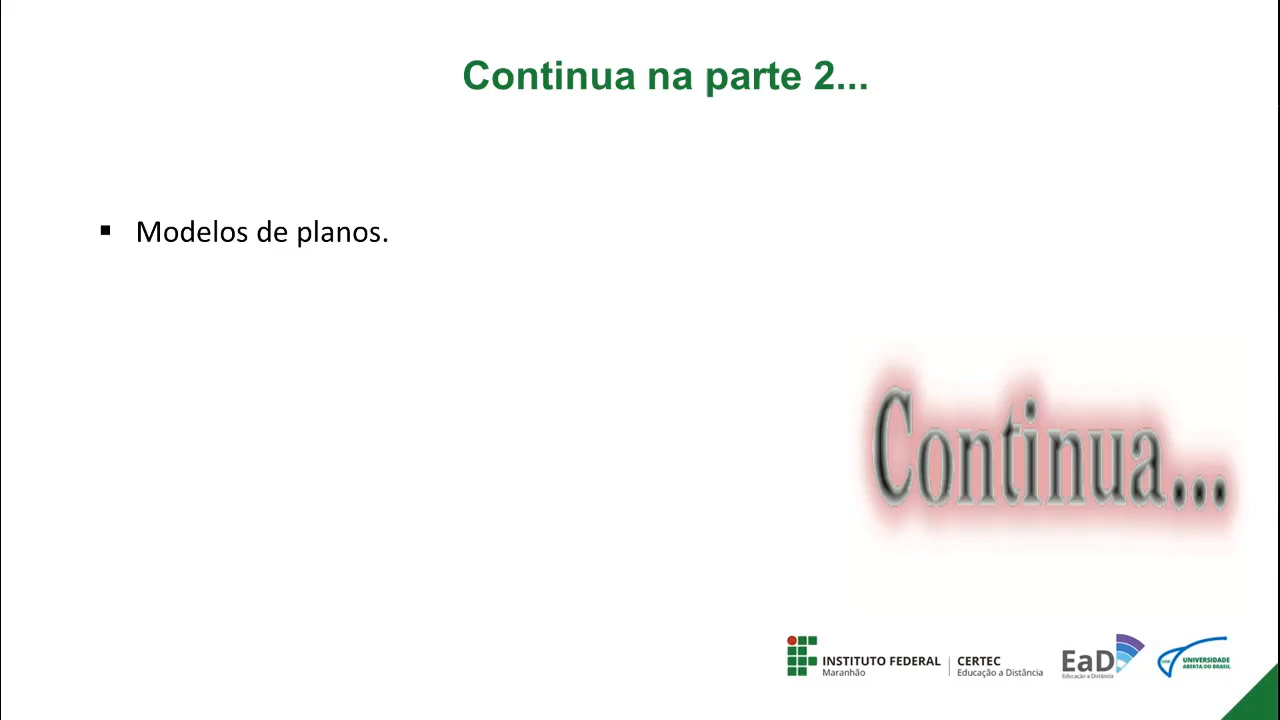 Continua na parte 2...
▪ Modelos de planos.
Continua...
INSTITUTO FEDERAL
Maranhão
CERTEC
Educação a Distância
EaD
Educação a Distância
UNIVERSIDADE
ABERTA DO BRASIL